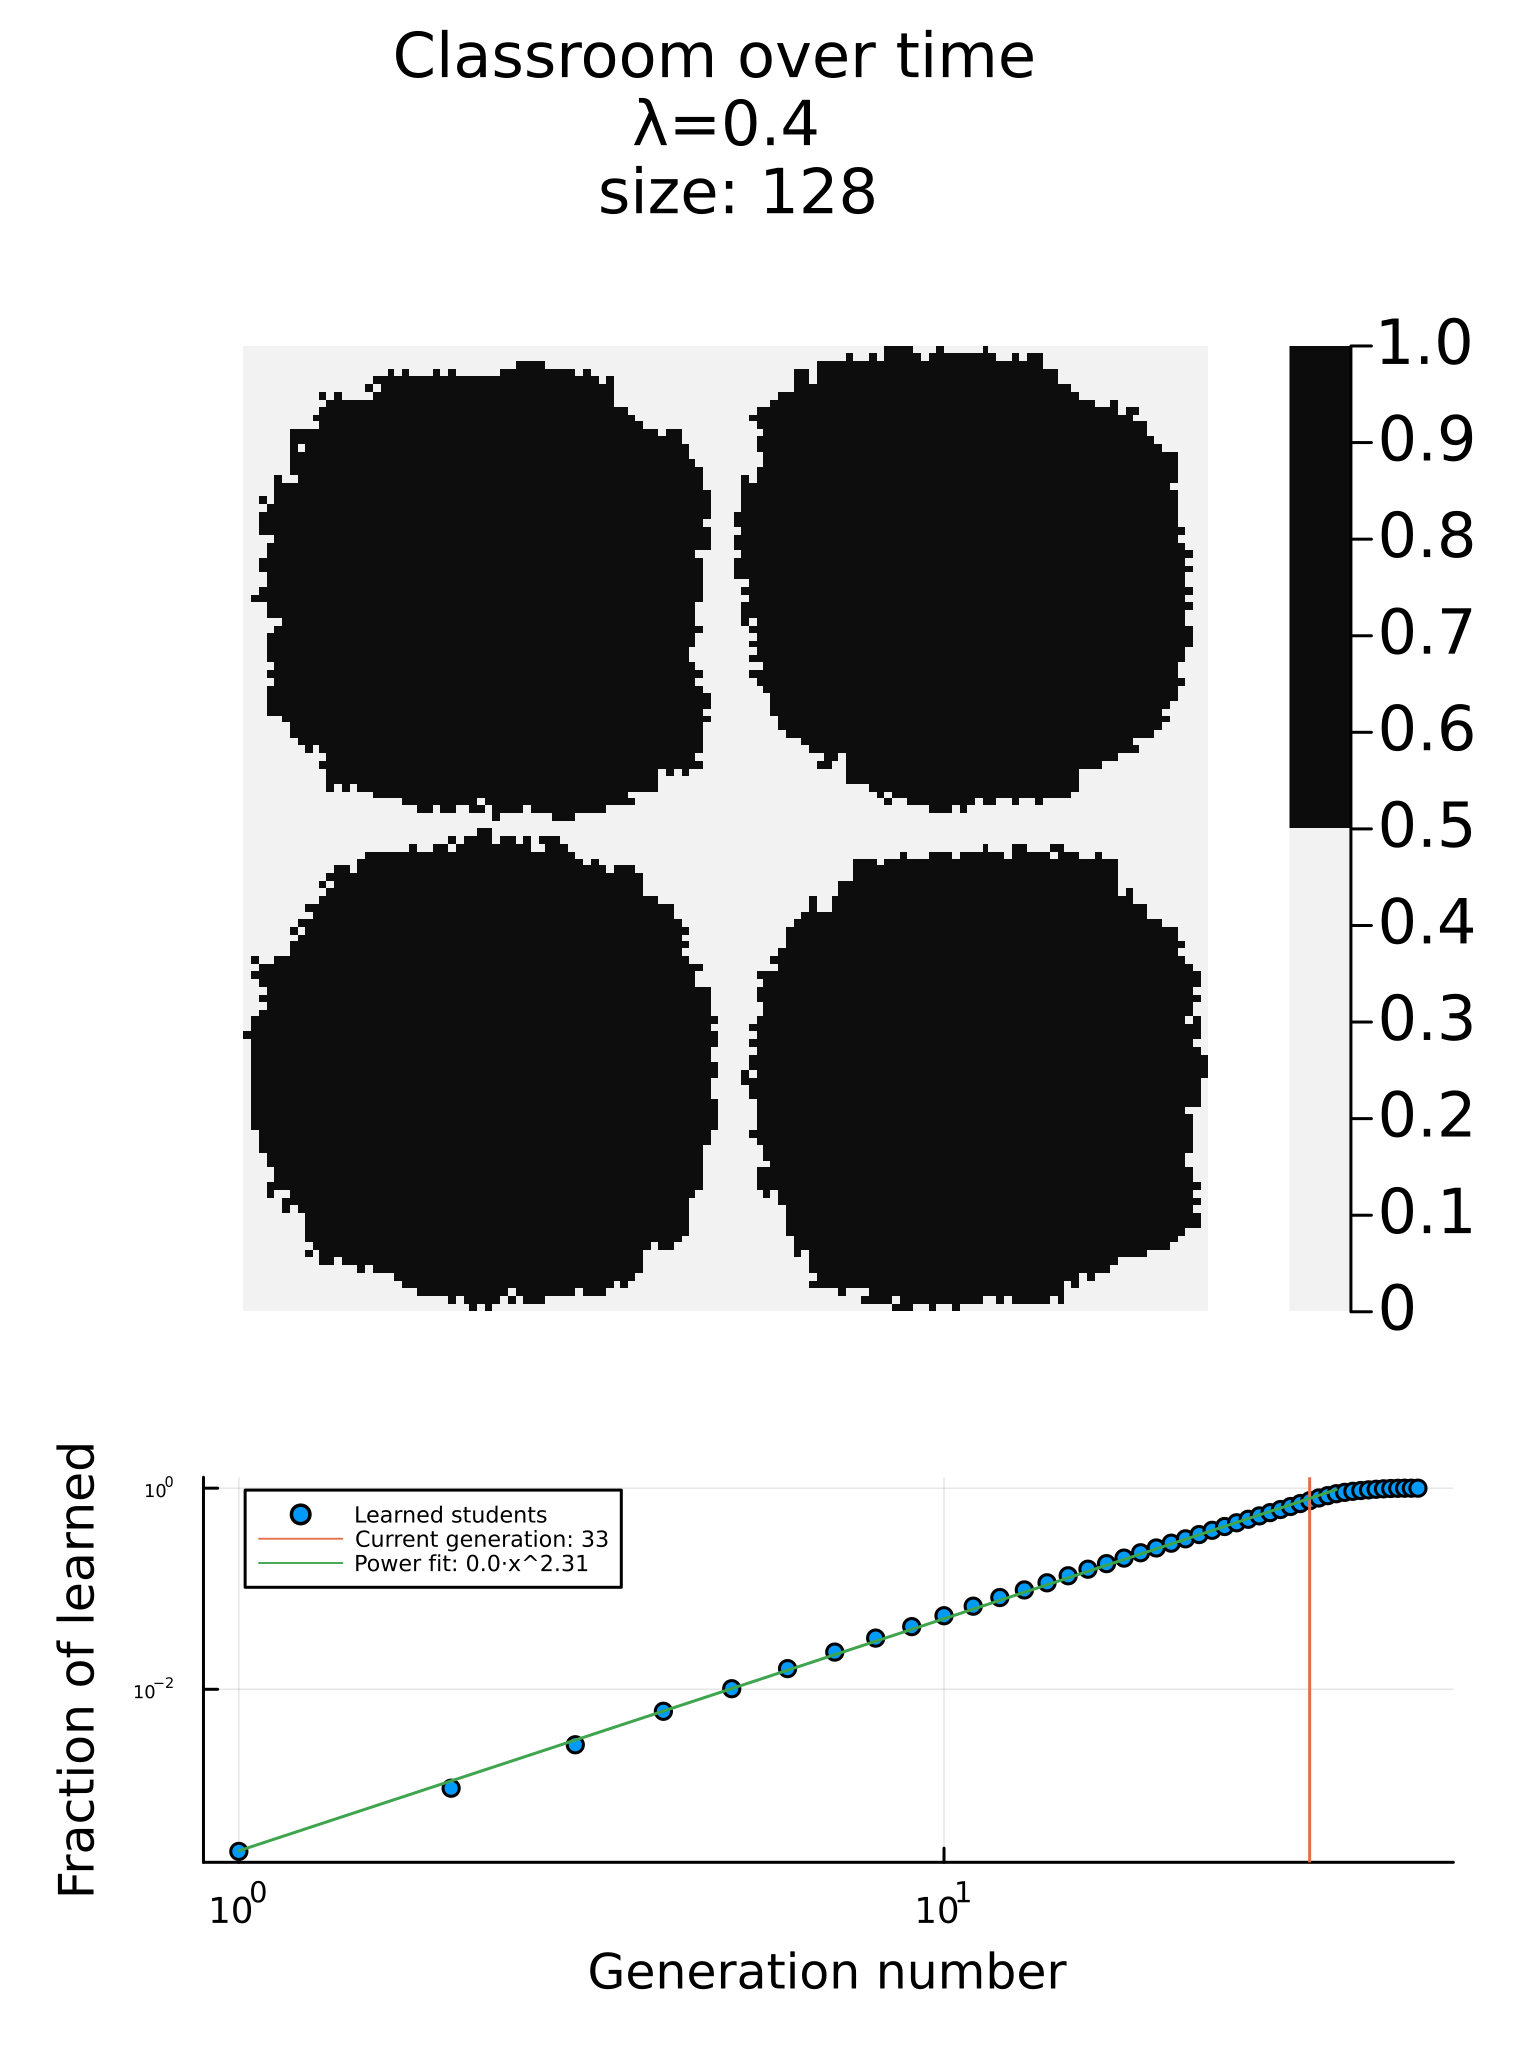 Classroom over time
λ=0.4
size: 128
1.0
0.9
0.8
0.7
0.6
0.5
0.4
0.3
0.2
0.1
0
Fraction of learned
10⁰
10⁻²
Learned students
Current generation: 33
Power fit: 0.0·x^2.31
10⁰
10¹
Generation number